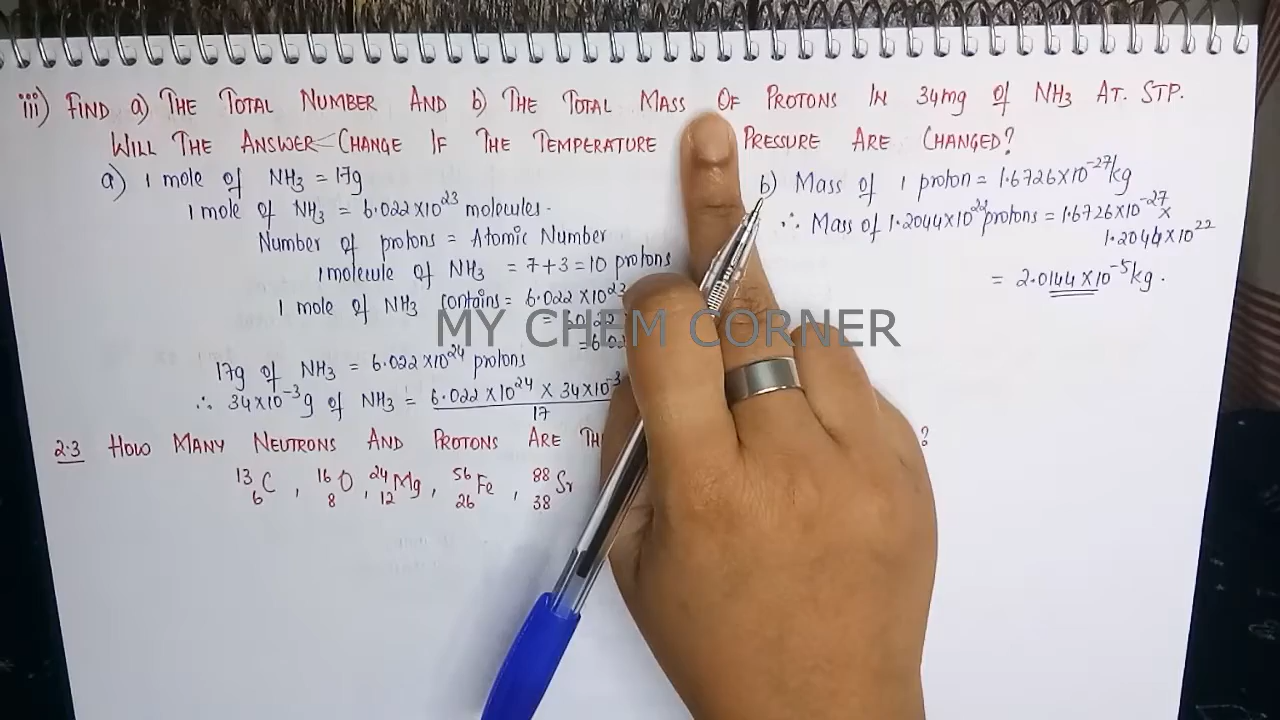 iii) FIND a) THE TOTAL NUMBER AND b) THE TOTAL MASS OF PROTONS IN 34mg of NH3 AT. STP.
WILL THE ANSWER CHANGE IF THE TEMPERATURE PRESSURE ARE CHANGED?
a) 1 mole of NH3 = 17g
1 mole of NH3 = 6.022×10^23 molecules.
Number of protons = Atomic Number
1 molecule of NH3 = 7+3 = 10 protons
1 mole of NH3 contains = 6.022×10^23
17g of NH3 = 6.022×10^24 protons
∴ 34×10^-3 g of NH3 = 6.022×10^24 × 34×10^-3
17
b) Mass of 1 proton = 1.6726×10^-27 kg
∴ Mass of 1.2044×10^22 protons = 1.6726×10^-27 ×
1.2044×10^22
= 2.0144×10^-5 kg.
MY CHEM CORNER
2.3 HOW MANY NEUTRONS AND PROTONS ARE ?
13 6 C, 16 8 O, 24 12 Mg, 56 26 Fe, 88 38 Sr